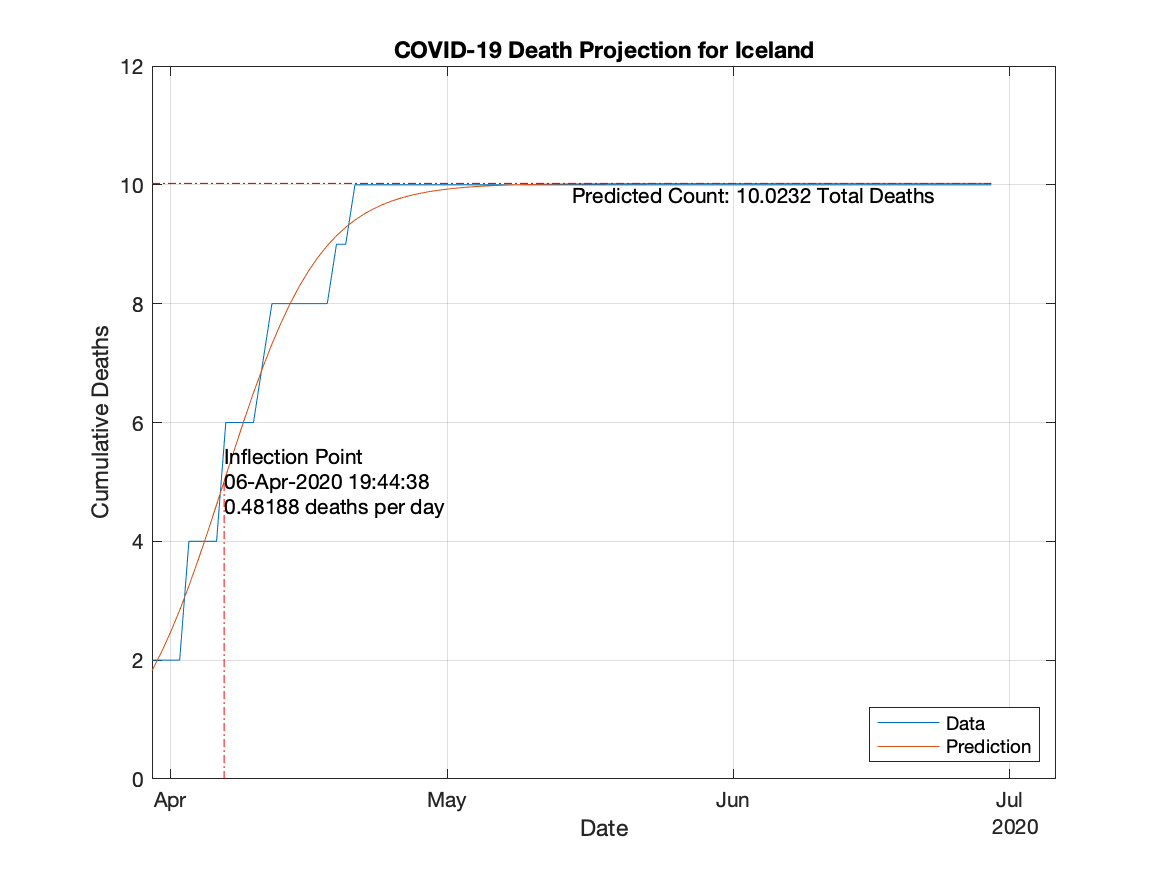 COVID-19 Death Projection for Iceland
12
10
8
6
4
2
0
Cumulative Deaths
Predicted Count: 10.0232 Total Deaths
Inflection Point
06-Apr-2020 19:44:38
0.48188 deaths per day
Data
Prediction
Apr
May
Jun
Jul
2020
Date